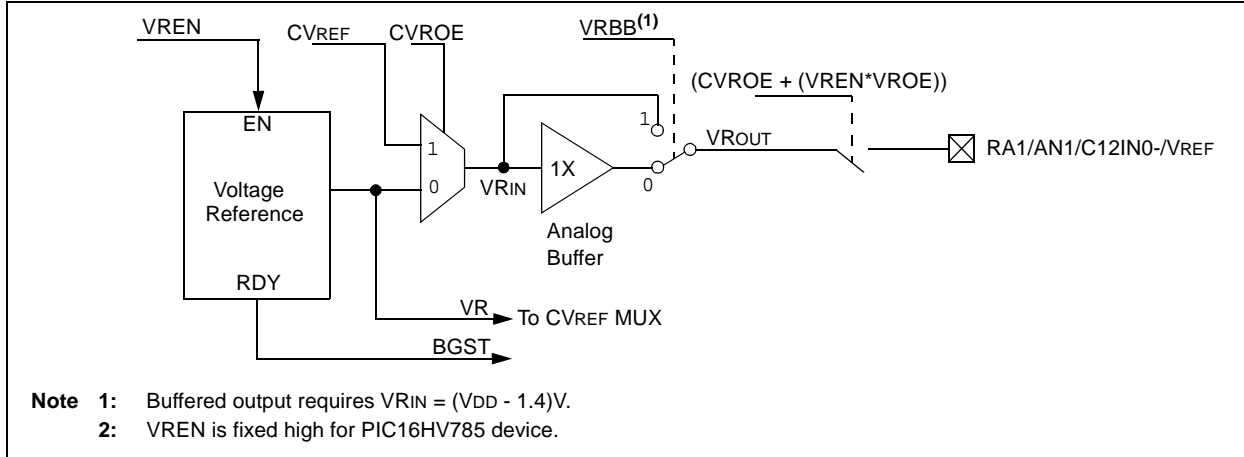 VREN
CVREF
CVROE
VRBB(1)
(CVROE + (VREN*VROE))
EN
1
1
VROUT
RA1/AN1/C12IN0-/VREF
Voltage
Reference
0
VRIN
1X
0
Analog
Buffer
RDY
VR
To CVREF MUX
BGST
Note 1: Buffered output requires VRIN = (VDD - 1.4)V.
2: VREN is fixed high for PIC16HV785 device.